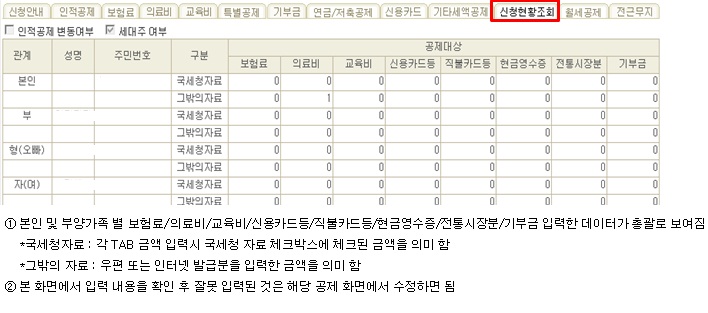 신청안내 인적공제 보험료 의료비 교육비 특별공제 기부금 연금/저축공제 신용카드 기타세액공제 신청현황조회 월세공제 전근무지
인적공제 변동여부 세대주 여부
관계 성명 주민번호 구분 공제대상
보험료 의료비 교육비 신용카드등 직불카드등 현금영수증 전통시장분 기부금
본인 국세청자료 0 0 0 0 0 0 0 0
그밖의자료 0 1 0 0 0 0 0 0
부 국세청자료 0 0 0 0 0 0 0 0
그밖의자료 0 0 0 0 0 0 0 0
형(오빠) 국세청자료 0 0 0 0 0 0 0 0
그밖의자료 0 0 0 0 0 0 0 0
자(여) 국세청자료 0 0 0 0 0 0 0 0
그밖의자료 0 0 0 0 0 0 0 0
① 본인 및 부양가족 별 보험료/의료비/교육비/신용카드등/직불카드등/현금영수증/전통시장분/기부금 입력한 데이터가 총괄로 보여짐
*국세청자료 : 각 TAB 금액 입력시 국세청 자료 체크박스에 체크된 금액을 의미 함
*그밖의 자료 : 우편 또는 인터넷 발급분을 입력한 금액을 의미 함
② 본 화면에서 입력 내용을 확인 후 잘못 입력된 것은 해당 공제 화면에서 수정하면 됨